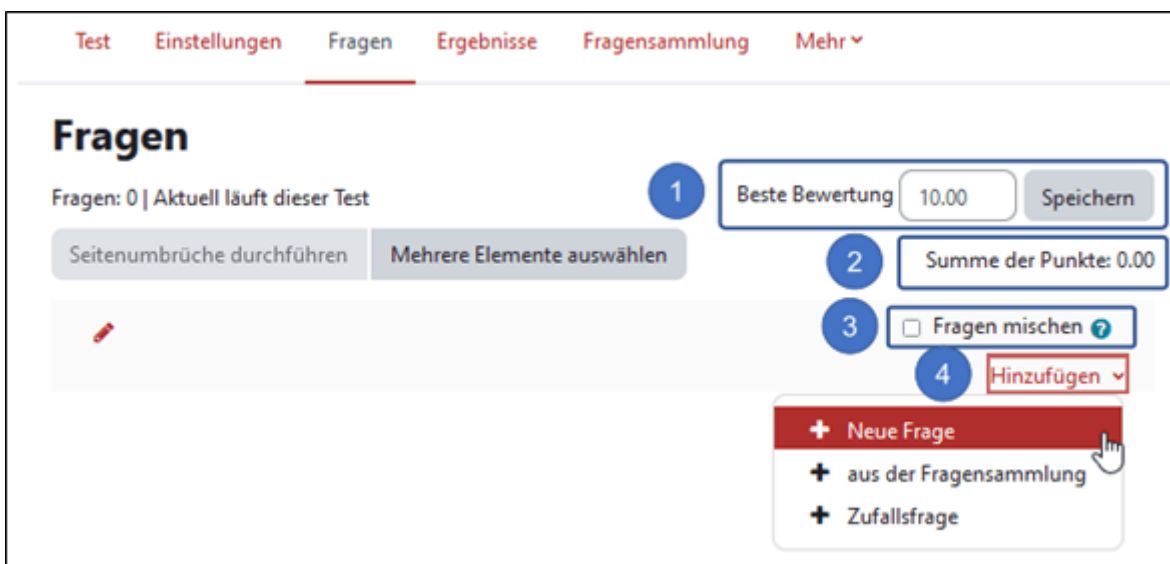 Test Einstellungen Fragen Ergebnisse Fragensammlung Mehr
Fragen
1 Beste Bewertung 10.00 Speichern
Fragen: 0 | Aktuell läuft dieser Test
Seitenumbrüche durchführen Mehrere Elemente auswählen
2 Summe der Punkte: 0.00
3 Fragen mischen ?
4 Hinzufügen
+ Neue Frage
+ aus der Fragensammlung
+ Zufallsfrage